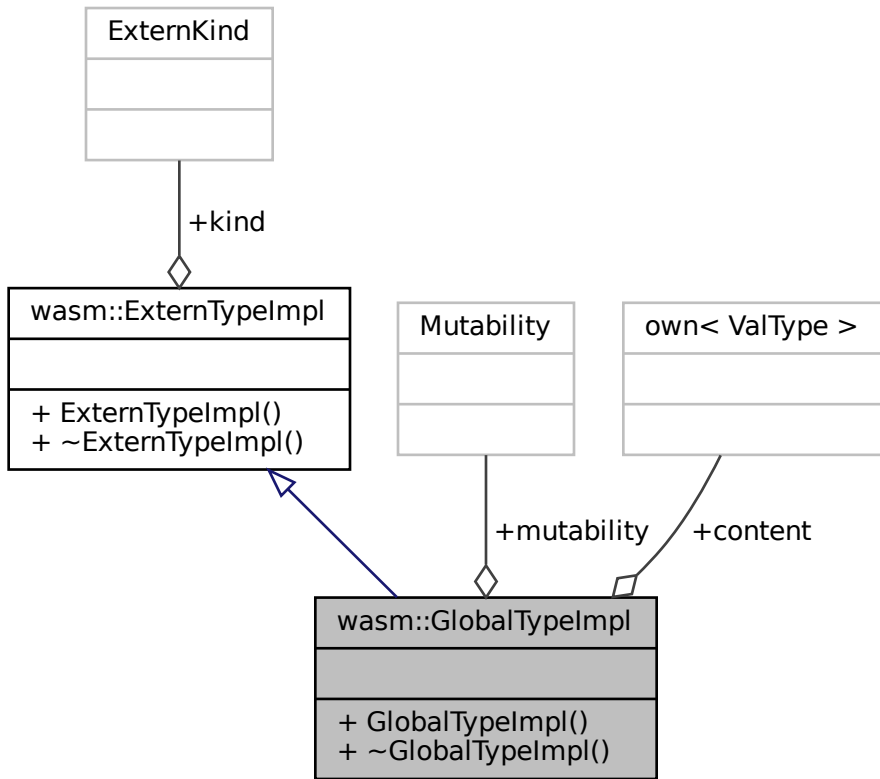 ExternKind
+kind
wasm::ExternTypeImpl
+ ExternTypeImpl()
+ ~ExternTypeImpl()
Mutability
own< ValType >
+mutability
+content
wasm::GlobalTypeImpl
+ GlobalTypeImpl()
+ ~GlobalTypeImpl()